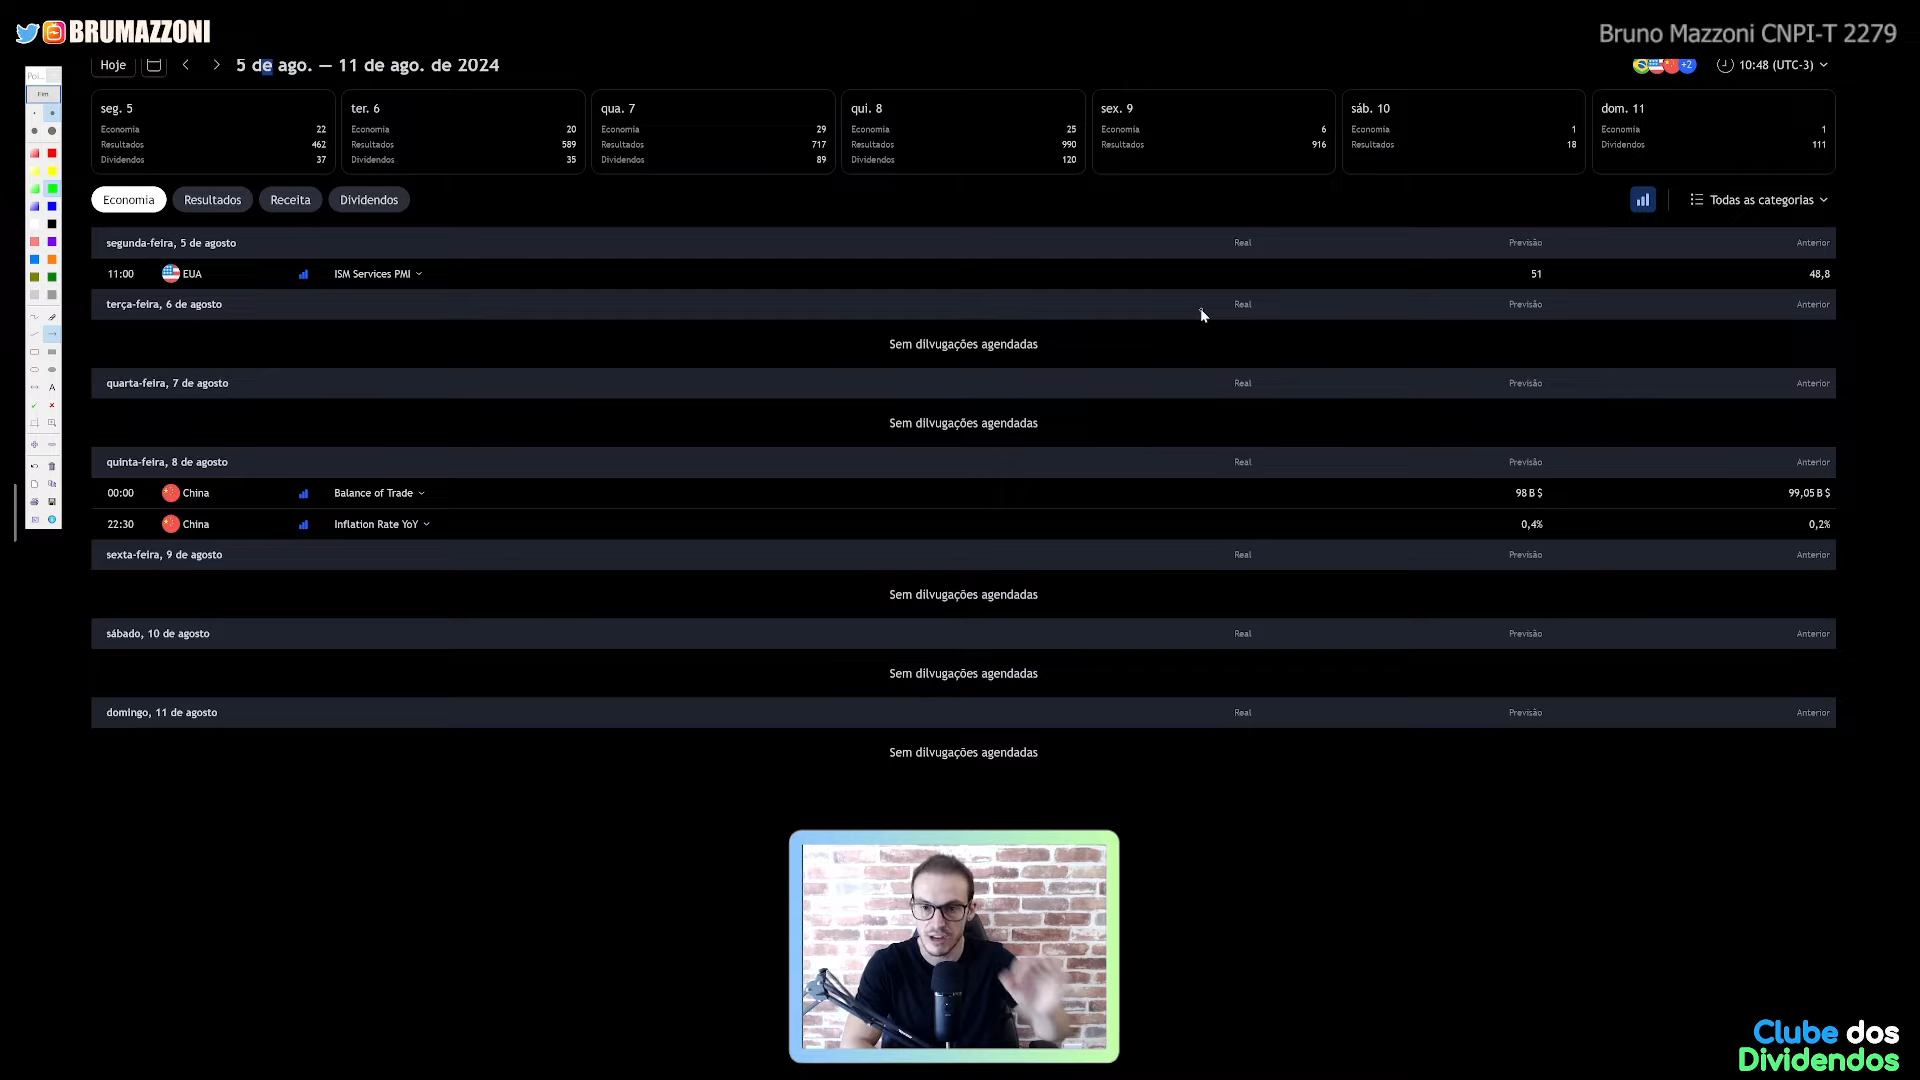 BRUMAZZONI
Bruno Mazzoni CNPI-T 2279
Hoje
5 de ago. — 11 de ago. de 2024
+2
10:48 (UTC-3)
Poi...
Fim
seg. 5
Economia 22
Resultados 462
Dividendos 37
ter. 6
Economia 20
Resultados 589
Dividendos 35
qua. 7
Economia 29
Resultados 717
Dividendos 89
qui. 8
Economia 25
Resultados 990
Dividendos 120
sex. 9
Economia 6
Resultados 916
sáb. 10
Economia 1
Resultados 18
dom. 11
Economia 1
Dividendos 111
Economia Resultados Receita Dividendos Todas as categorias
segunda-feira, 5 de agosto Real Previsão Anterior
11:00 EUA ISM Services PMI 51 48,8
terça-feira, 6 de agosto Real Previsão Anterior
Sem dilvugações agendadas
quarta-feira, 7 de agosto Real Previsão Anterior
Sem dilvugações agendadas
quinta-feira, 8 de agosto Real Previsão Anterior
00:00 China Balance of Trade 98 B $ 99,05 B $
22:30 China Inflation Rate YoY 0,4% 0,2%
sexta-feira, 9 de agosto Real Previsão Anterior
Sem dilvugações agendadas
sábado, 10 de agosto Real Previsão Anterior
Sem dilvugações agendadas
domingo, 11 de agosto Real Previsão Anterior
Sem dilvugações agendadas
A
Clube dos
Dividendos